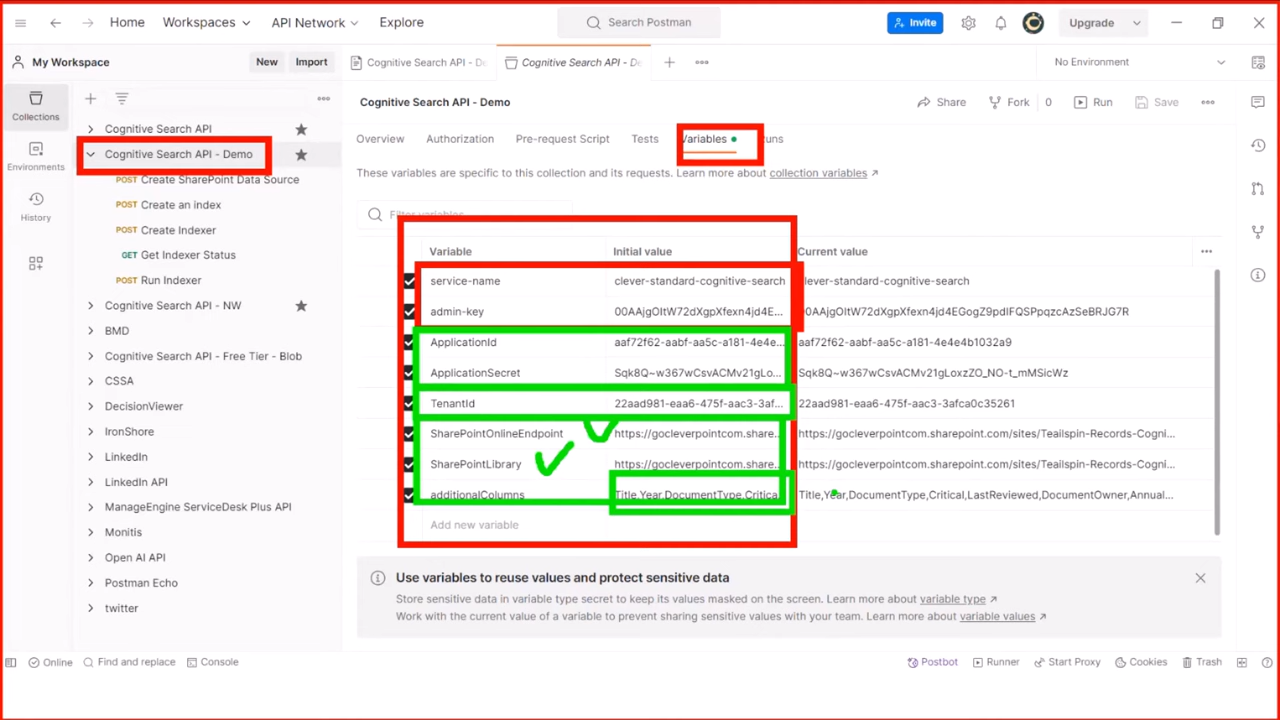 Home Workspaces API Network Explore Search Postman Invite Upgrade
My Workspace New Import Cognitive Search API - De Cognitive Search API - De No Environment
Collections
Environments
History
Cognitive Search API
Cognitive Search API - Demo
POST Create SharePoint Data Source
POST Create an index
POST Create Indexer
GET Get Indexer Status
POST Run Indexer
Cognitive Search API - NW
BMD
Cognitive Search API - Free Tier - Blob
CSSA
DecisionViewer
IronShore
LinkedIn
LinkedIn API
ManageEngine ServiceDesk Plus API
Monitis
Open AI API
Postman Echo
twitter
Cognitive Search API - Demo Share Fork 0 Run Save
Overview Authorization Pre-request Script Tests Variables uns
These variables are specific to this collection and its requests. Learn more about collection variables
Filter variables
Variable Initial value Current value
service-name clever-standard-cognitive-search clever-standard-cognitive-search
admin-key 00AAjgOItW72dXgpXfexn4jd4E... 00AAjgOItW72dXgpXfexn4jd4EGogZ9pdIFQSPpqzcAzSeBRJG7R
ApplicationId aaf72f62-aabf-aa5c-a181-4e4e... aaf72f62-aabf-aa5c-a181-4e4e4b1032a9
ApplicationSecret Sqk8Q~w367wCsvACMv21gLo... Sqk8Q~w367wCsvACMv21gLoxzZO_NO-t_mMSicWz
TenantId 22aad981-eaa6-475f-aac3-3af... 22aad981-eaa6-475f-aac3-3afca0c35261
SharePointOnlineEndpoint https://gocleverpointcom.share... https://gocleverpointcom.sharepoint.com/sites/Teailspin-Records-Cogni...
SharePointLibrary https://gocleverpointcom.share... https://gocleverpointcom.sharepoint.com/sites/Teailspin-Records-Cogni...
additionalColumns Title,Year,DocumentType,Critica... Title,Year,DocumentType,Critical,LastReviewed,DocumentOwner,Annual...
Add new variable
Use variables to reuse values and protect sensitive data
Store sensitive data in variable type secret to keep its values masked on the screen. Learn more about variable type
Work with the current value of a variable to prevent sharing sensitive values with your team. Learn more about variable values
Online Find and replace Console Postbot Runner Start Proxy Cookies Trash